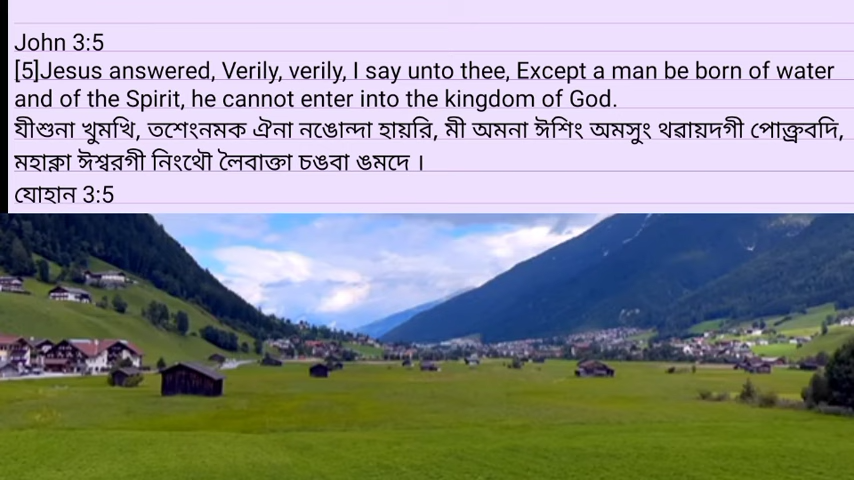 John 3:5
[5]Jesus answered, Verily, verily, I say unto thee, Except a man be born of water
and of the Spirit, he cannot enter into the kingdom of God.
যীশুনা খুমখি, তশেংনমক ঐনা নঙোন্দা হায়রি, মী অমনা ঈশিং অমসুং থৱায়দগী পোক্ত্রবদি,
মহাক্না ঈশ্বরগী নিংথৌ লৈবাক্তা চঙবা ঙমদে ।
যোহান 3:5